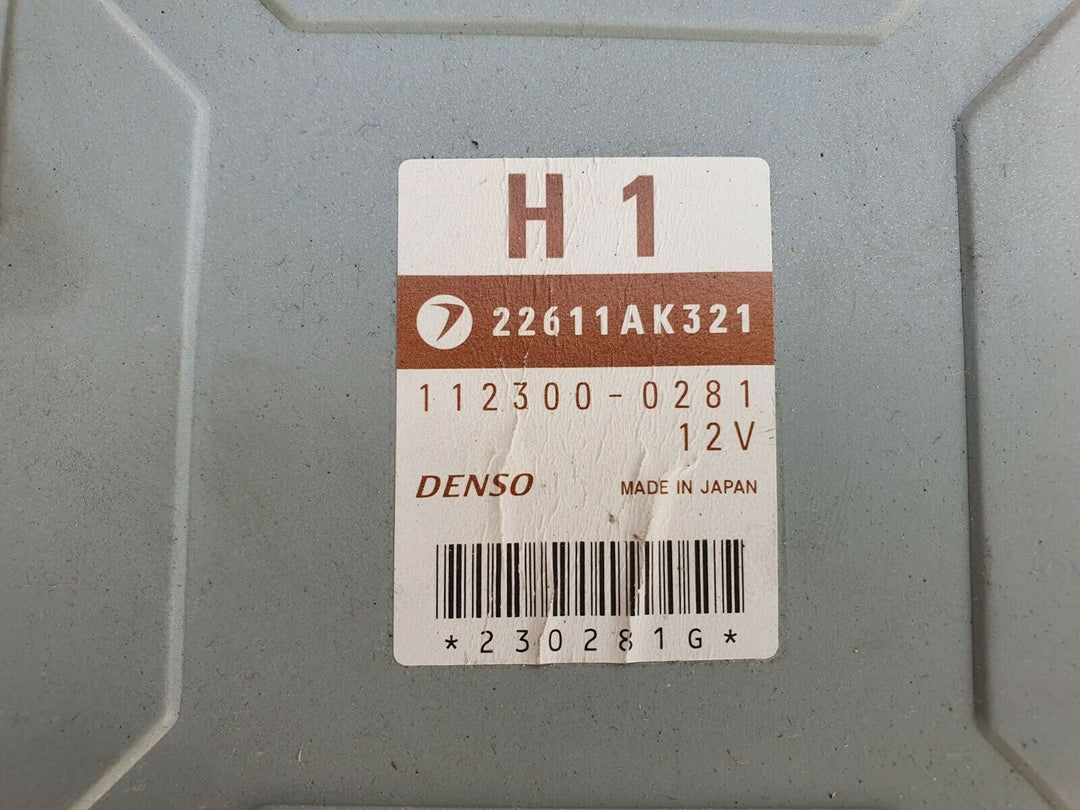 H 1
22611AK321
112300-0281
12V
DENSO MADE IN JAPAN
*230281G*